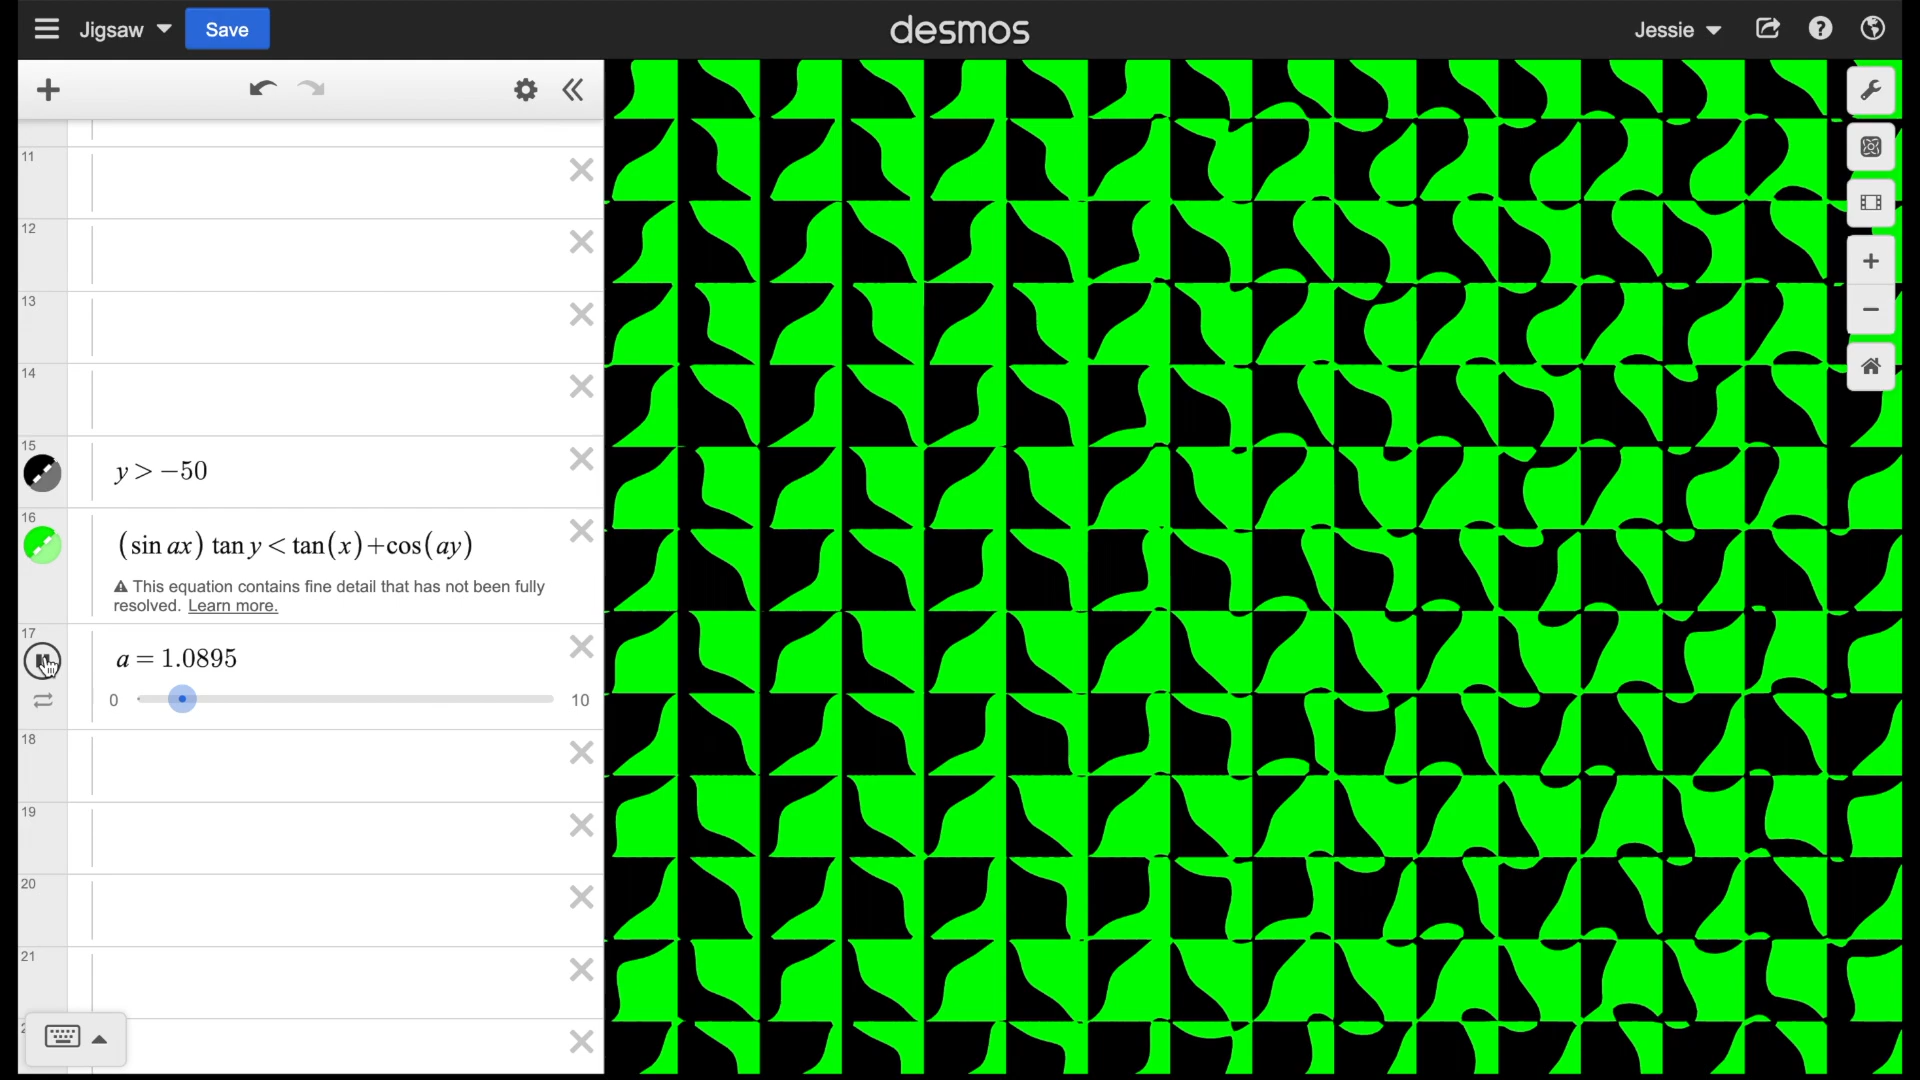 Jigsaw
Save
desmos
Jessie
11
12
13
14
15
y > −50
16
(sin ax) tan y < tan(x)+cos(ay)
This equation contains fine detail that has not been fully
resolved. Learn more.
17
a = 1.0895
0
10
18
19
20
21